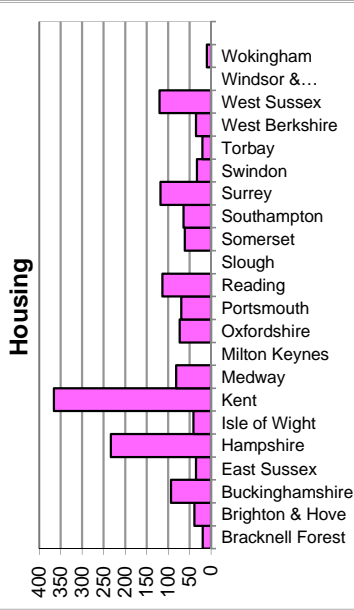 Housing
Wokingham
Windsor &…
West Sussex
West Berkshire
Torbay
Swindon
Surrey
Southampton
Somerset
Slough
Reading
Portsmouth
Oxfordshire
Milton Keynes
Medway
Kent
Isle of Wight
Hampshire
East Sussex
Buckinghamshire
Brighton & Hove
Bracknell Forest
400 350 300 250 200 150 100 50 0